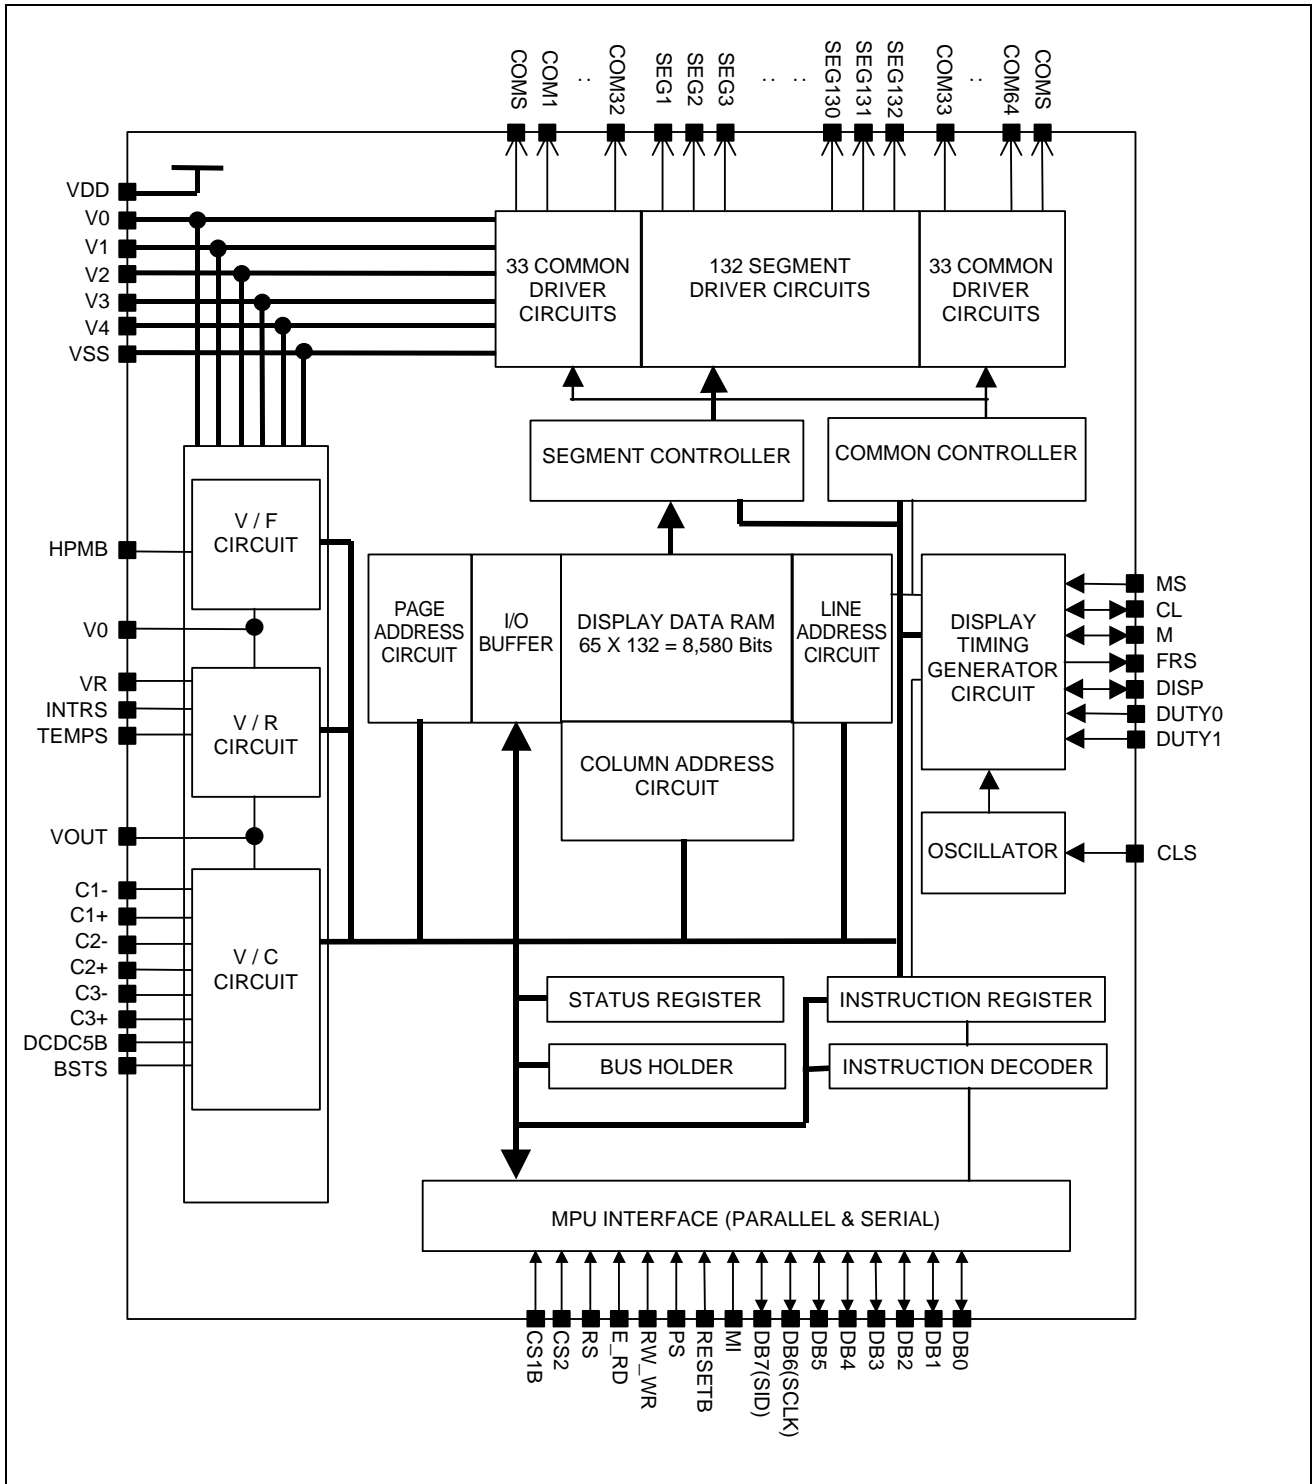 COMS
COM1
:
COM32
SEG1
SEG2
SEG3
: :
SEG130
SEG131
SEG132
COM33
:
COM64
COMS
VDD
V0
V1
V2
V3
V4
VSS
33 COMMON
DRIVER
CIRCUITS
132 SEGMENT
DRIVER CIRCUITS
33 COMMON
DRIVER
CIRCUITS
SEGMENT CONTROLLER
COMMON CONTROLLER
V / F
CIRCUIT
HPMB
V0
VR
INTRS
TEMPS
V / R
CIRCUIT
VOUT
C1-
C1+
C2-
C2+
C3-
C3+
DCDC5B
BSTS
V / C
CIRCUIT
PAGE
ADDRESS
CIRCUIT
I/O
BUFFER
DISPLAY DATA RAM
65 X 132 = 8,580 Bits
LINE
ADDRESS
CIRCUIT
COLUMN ADDRESS
CIRCUIT
DISPLAY
TIMING
GENERATOR
CIRCUIT
MS
CL
M
FRS
DISP
DUTY0
DUTY1
OSCILLATOR
CLS
STATUS REGISTER
INSTRUCTION REGISTER
BUS HOLDER
INSTRUCTION DECODER
MPU INTERFACE (PARALLEL & SERIAL)
CS1B
CS2
RS
E_RD
RW_WR
PS
RESETB
MI
DB7(SID)
DB6(SCLK)
DB5
DB4
DB3
DB2
DB1
DB0